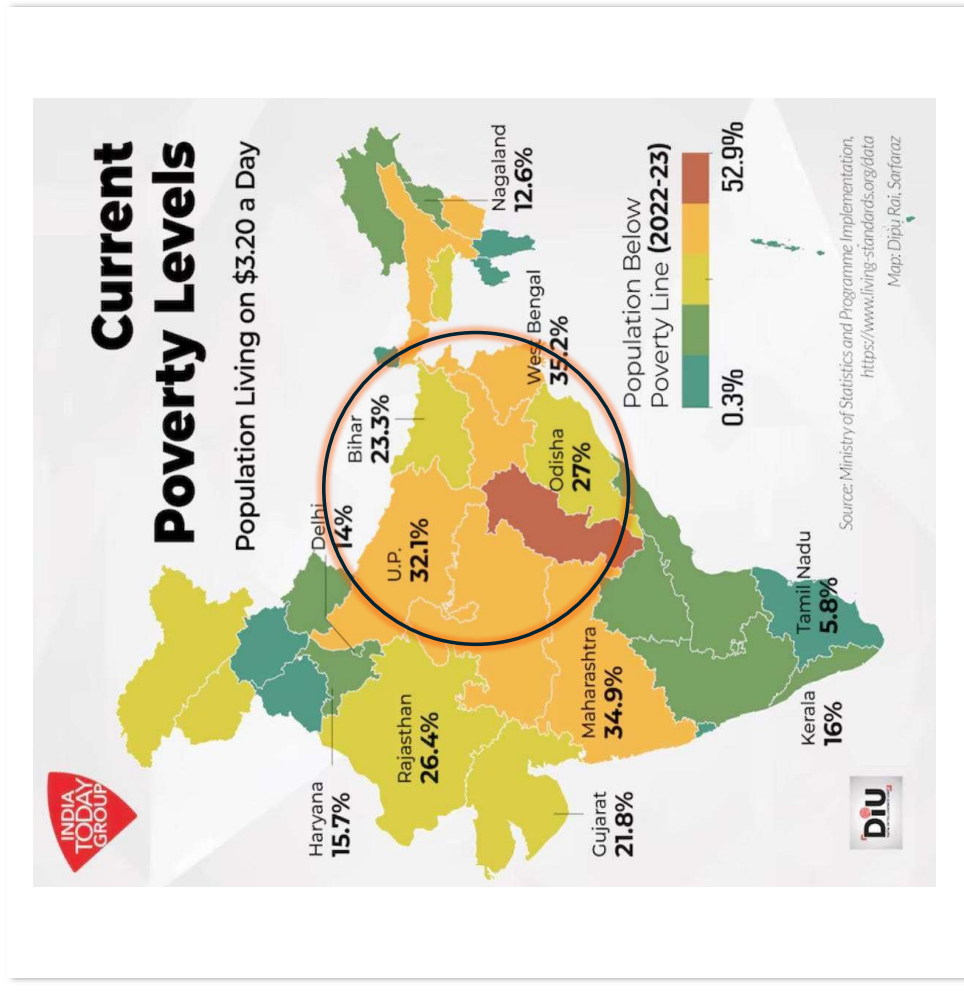 Current
Poverty Levels
Population Living on $3.20 a Day
INDIA
TODAY
GROUP
Haryana
15.7%
Delhi
14%
Bihar
23.3%
Nagaland
12.6%
Rajasthan
26.4%
U.P.
32.1%
West Bengal
35.2%
Odisha
27%
Gujarat
21.8%
Maharashtra
34.9%
Kerala
16%
Tamil Nadu
5.8%
Population Below
Poverty Line (2022-23)
0.3%
52.9%
Source: Ministry of Statistics and Programme Implementation,
https://www.living-standards.org/data
Map: Dipu Rai, Sarfaraz
DiU